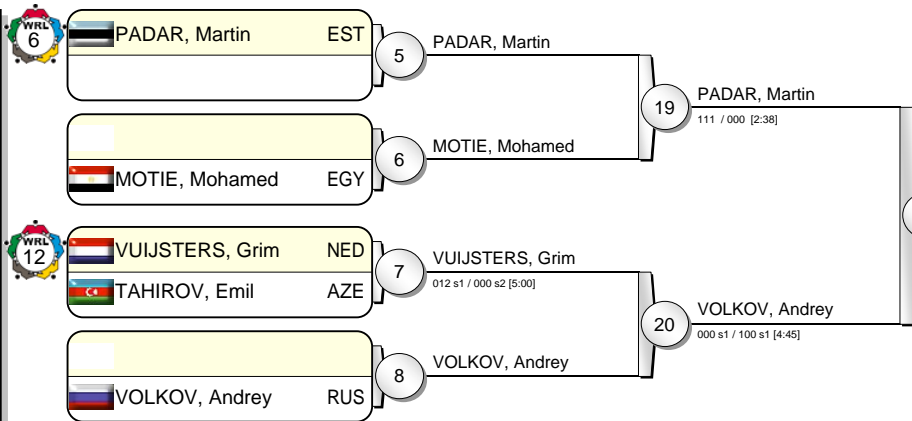 WRL
6
PADAR, Martin EST
5
PADAR, Martin
19
PADAR, Martin
111 / 000 [2:38]
6
MOTIE, Mohamed
MOTIE, Mohamed EGY
WRL
12
VUIJSTERS, Grim NED
7
VUIJSTERS, Grim
012 s1 / 000 s2 [5:00]
TAHIROV, Emil AZE
20
VOLKOV, Andrey
000 s1 / 100 s1 [4:45]
8
VOLKOV, Andrey
VOLKOV, Andrey RUS